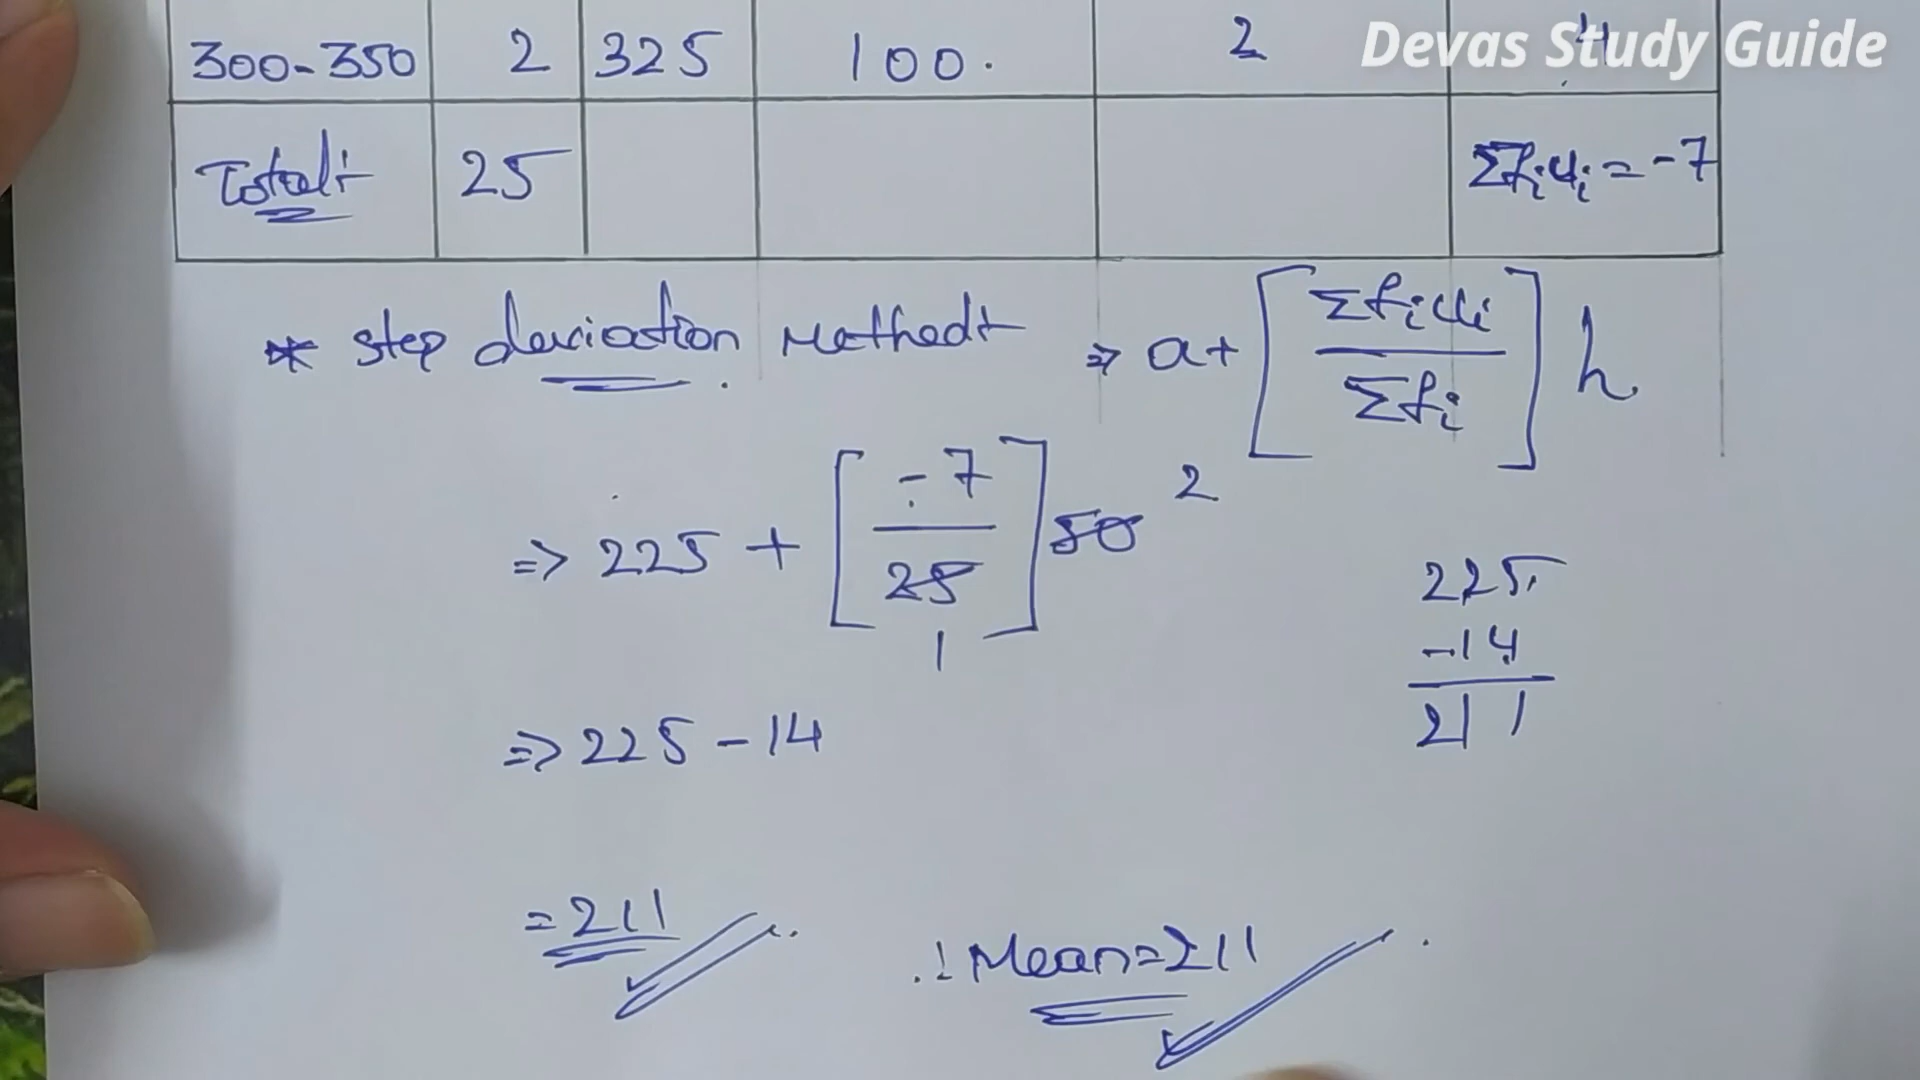 Devas Study Guide
300-350 2 325 100. 2 4
Total:- 25 Σfiui = -7
* step deviation Method:- ⇒ a+ [Σfiui / Σfi] h
⇒ 225 + [-7 / 25] 50 2
1
225
-14
211
⇒ 225 - 14
= 211
∴ Mean = 211